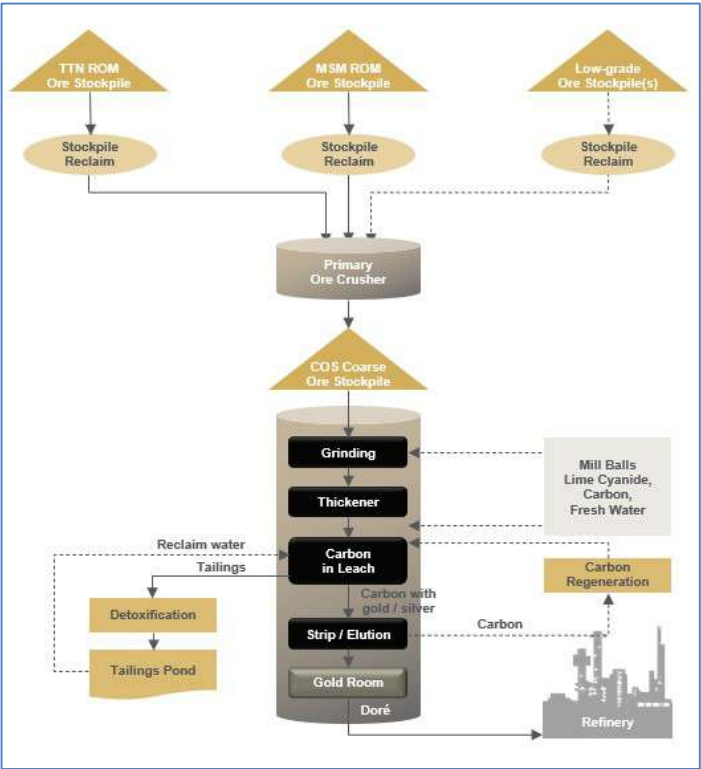 TTN ROM
Ore Stockpile
MSM ROM
Ore Stockpile
Low-grade
Ore Stockpile(s)
Stockpile
Reclaim
Stockpile
Reclaim
Stockpile
Reclaim
Primary
Ore Crusher
COS Coarse
Ore Stockpile
Grinding
Mill Balls
Lime Cyanide,
Carbon,
Fresh Water
Thickener
Reclaim water
Carbon
in Leach
Tailings
Carbon
Regeneration
Carbon with
gold / silver
Detoxification
Strip / Elution
Carbon
Tailings Pond
Gold Room
Doré
Refinery